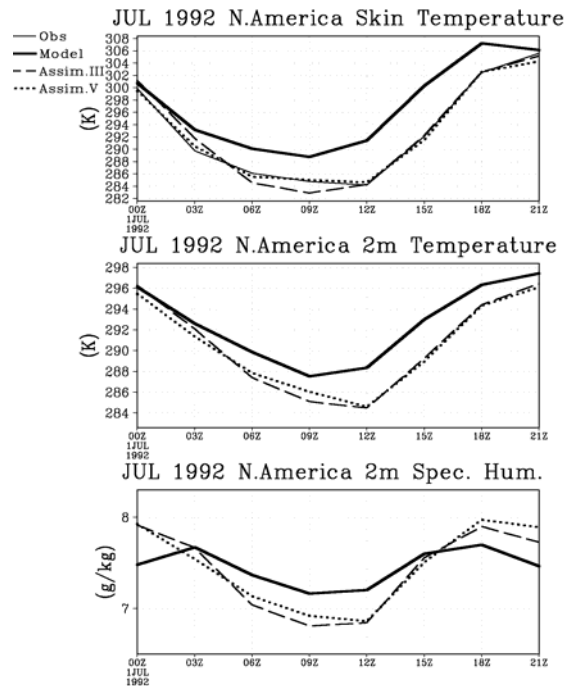 JUL 1992 N.America Skin Temperature
Obs
Model
Assim.III
Assim.V
(K)
308
306
304
302
300
298
296
294
292
290
288
286
284
282
00Z 03Z 06Z 09Z 12Z 15Z 18Z 21Z
1JUL
1992
JUL 1992 N.America 2m Temperature
(K)
298
296
294
292
290
288
286
284
00Z 03Z 06Z 09Z 12Z 15Z 18Z 21Z
1JUL
1992
JUL 1992 N.America 2m Spec. Hum.
(g/kg)
8
7
00Z 03Z 06Z 09Z 12Z 15Z 18Z 21Z
1JUL
1992